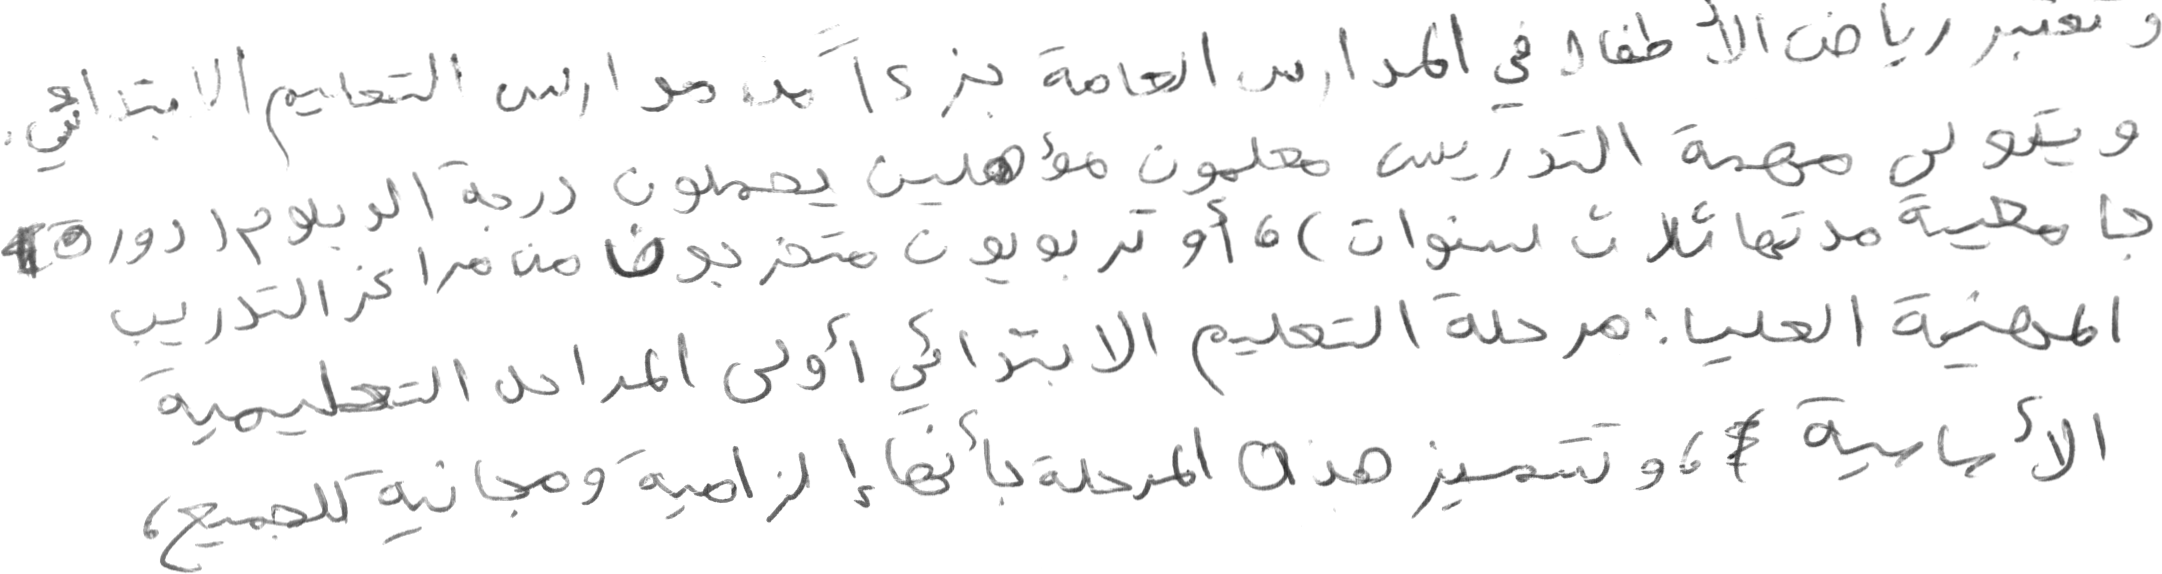 وتعتبر رياض الأطفال في المدارس العامة جزءاً من مدارس التعليم الابتدائي.
ويتولى مهمة التدريس معلمون مؤهلين يحملون درجة الدبلوم (دورة
جامعية مدتها ثلاث سنوات)، أو تربويون متخرجون من مراكز التدريب
المهنية العليا: مرحلة التعليم الابتدائي أولى المراحل التعليمية
الأساسية ، وتتميز هذه المرحلة بأنها إلزامية ومجانية للجميع،